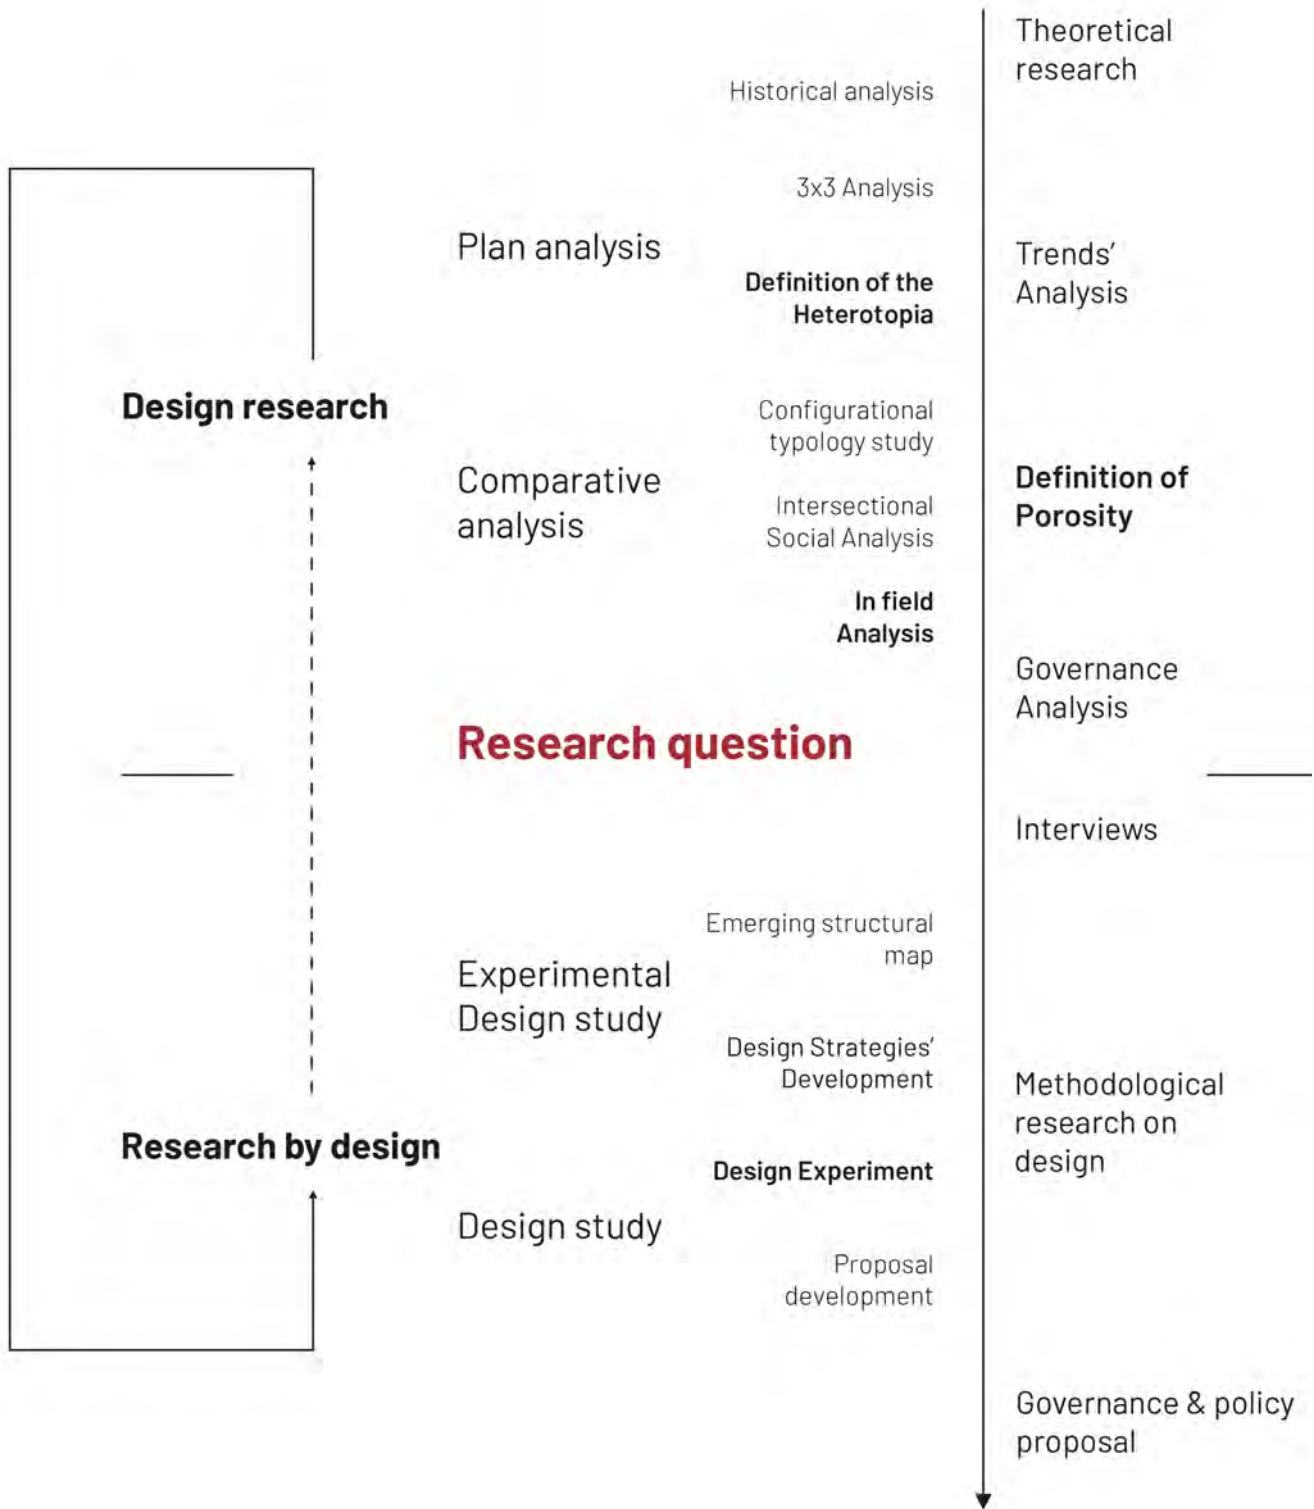 Theoretical
research
Historical analysis
3x3 Analysis
Plan analysis
Trends’
Analysis
Definition of the
Heterotopia
Design research
Configurational
typology study
Comparative
analysis
Definition of
Porosity
Intersectional
Social Analysis
In field
Analysis
Governance
Analysis
Research question
Interviews
Emerging structural
map
Experimental
Design study
Design Strategies’
Development
Methodological
research on
design
Research by design
Design Experiment
Design study
Proposal
development
Governance & policy
proposal